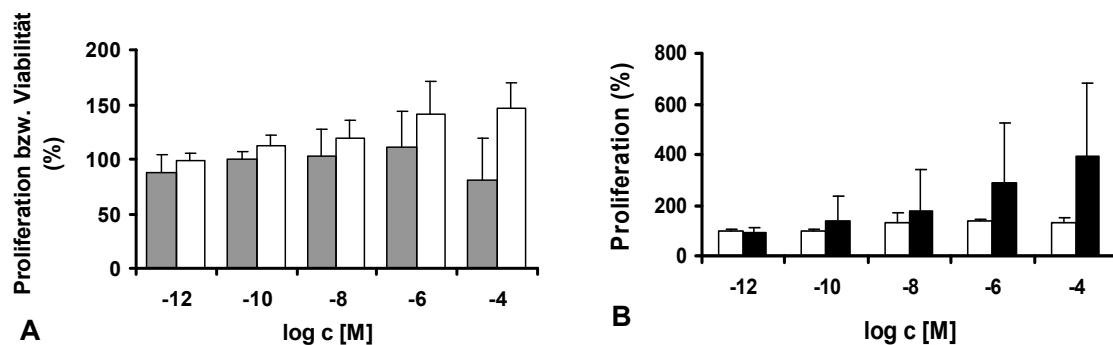 Proliferation bzw. Viabilität
(%)
200
150
100
50
0
-12 -10 -8 -6 -4
log c [M]
A
Proliferation (%)
800
600
400
200
0
-12 -10 -8 -6 -4
log c [M]
B